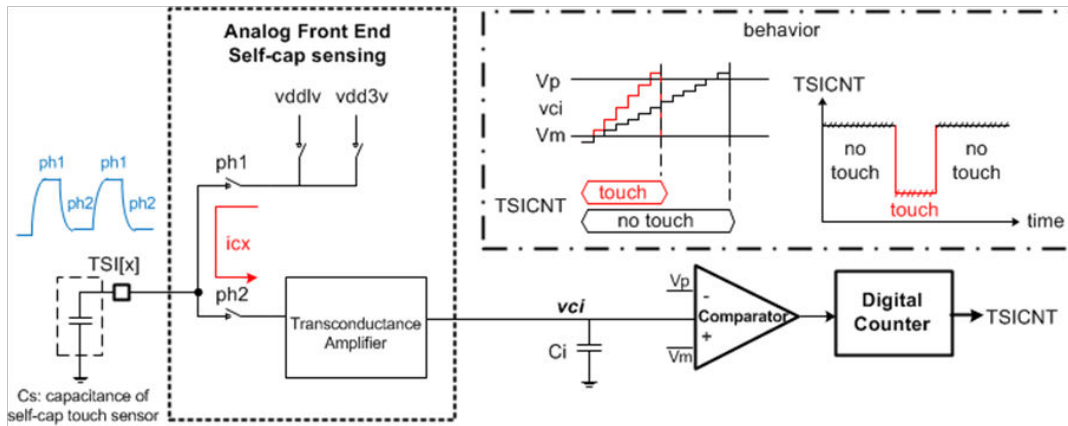 Analog Front End
Self-cap sensing
vddlv
vdd3v
ph1
ph1
ph1
ph2
ph2
icx
TSI[x]
ph2
Transconductance
Amplifier
Cs: capacitance of
self-cap touch sensor
behavior
Vp
vci
Vm
TSICNT
touch
no touch
TSICNT
no
touch
touch
no
touch
time
vci
Ci
Vp
-
Comparator
+
Vm
Digital
Counter
TSICNT